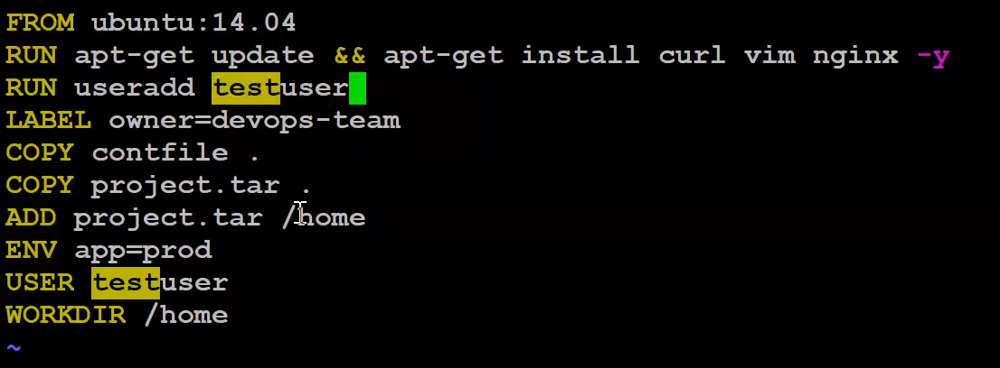 FROM ubuntu:14.04
RUN apt-get update && apt-get install curl vim nginx -y
RUN useradd testuser
LABEL owner=devops-team
COPY contfile .
COPY project.tar .
ADD project.tar /home
ENV app=prod
USER testuser
WORKDIR /home
~